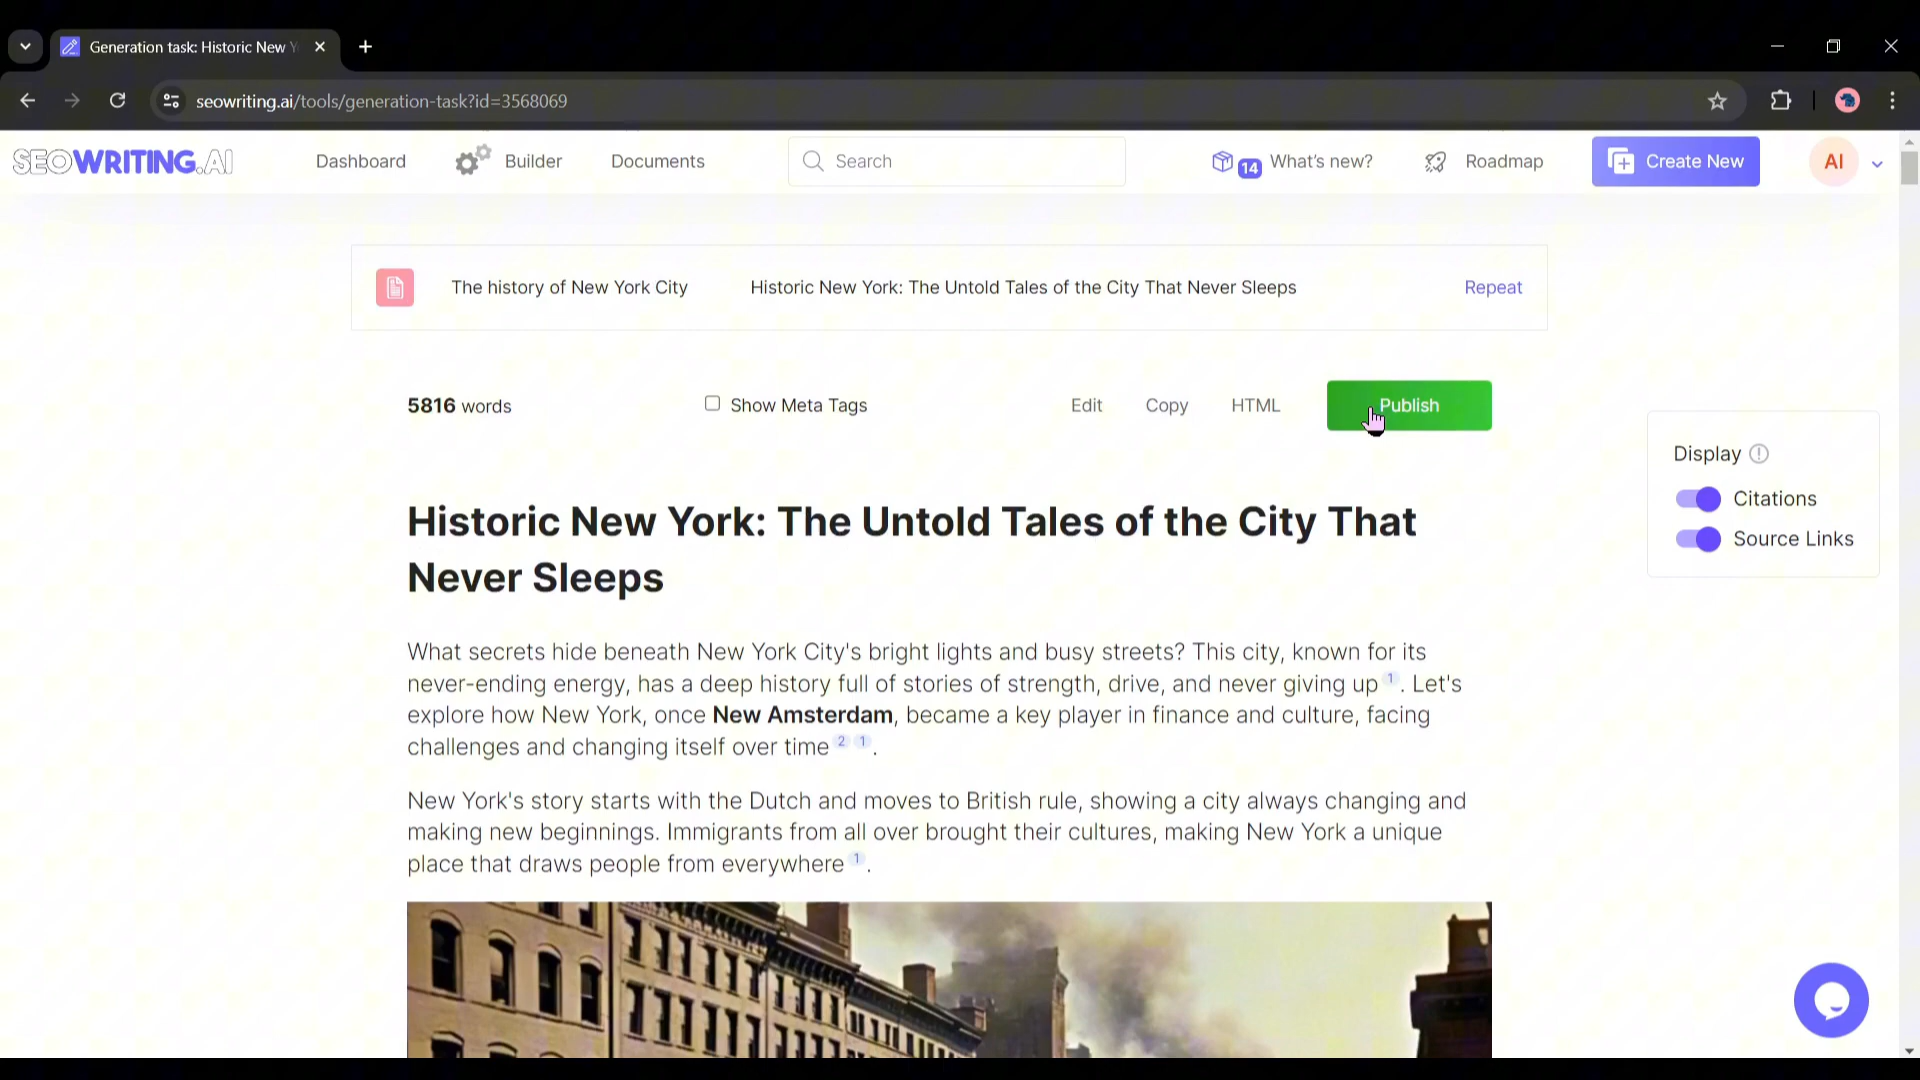 Generation task: Historic New Y
seowriting.ai/tools/generation-task?id=3568069
SEOWRITING.AI
Dashboard
Builder
Documents
Search
14
What's new?
Roadmap
Create New
AI
The history of New York City
Historic New York: The Untold Tales of the City That Never Sleeps
Repeat
5816 words
Show Meta Tags
Edit
Copy
HTML
Publish
Display
Citations
Source Links
Historic New York: The Untold Tales of the City That
Never Sleeps
What secrets hide beneath New York City's bright lights and busy streets? This city, known for its
never-ending energy, has a deep history full of stories of strength, drive, and never giving up 1 . Let's
explore how New York, once New Amsterdam, became a key player in finance and culture, facing
challenges and changing itself over time 2 1 .
New York's story starts with the Dutch and moves to British rule, showing a city always changing and
making new beginnings. Immigrants from all over brought their cultures, making New York a unique
place that draws people from everywhere 1 .